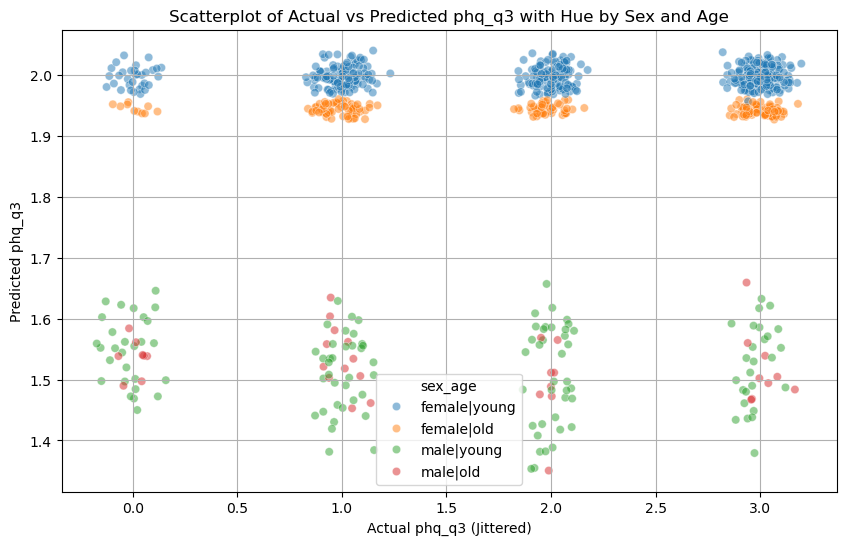 Scatterplot of Actual vs Predicted phq_q3 with Hue by Sex and Age
Predicted phq_q3
2.0
1.9
1.8
1.7
1.6
1.5
1.4
sex_age
female|young
female|old
male|young
male|old
0.0 0.5 1.0 1.5 2.0 2.5 3.0
Actual phq_q3 (Jittered)